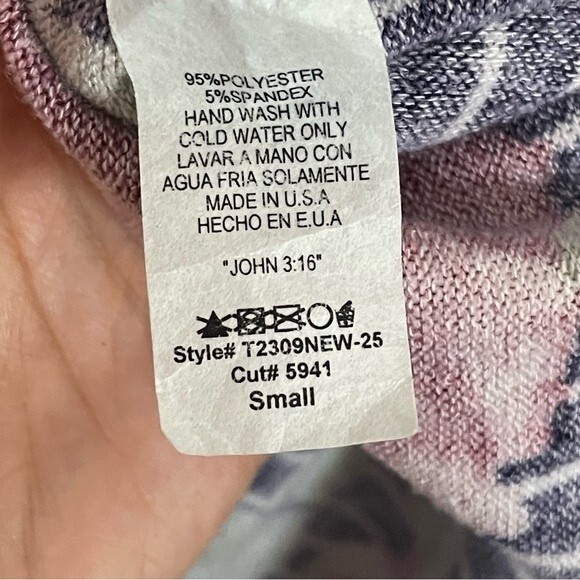 95%POLYESTER
5%SPANDEX
HAND WASH WITH
COLD WATER ONLY
LAVAR A MANO CON
AGUA FRIA SOLAMENTE
MADE IN U.S.A
HECHO EN E.U.A
"JOHN 3:16"
Style# T2309NEW-25
Cut# 5941
Small